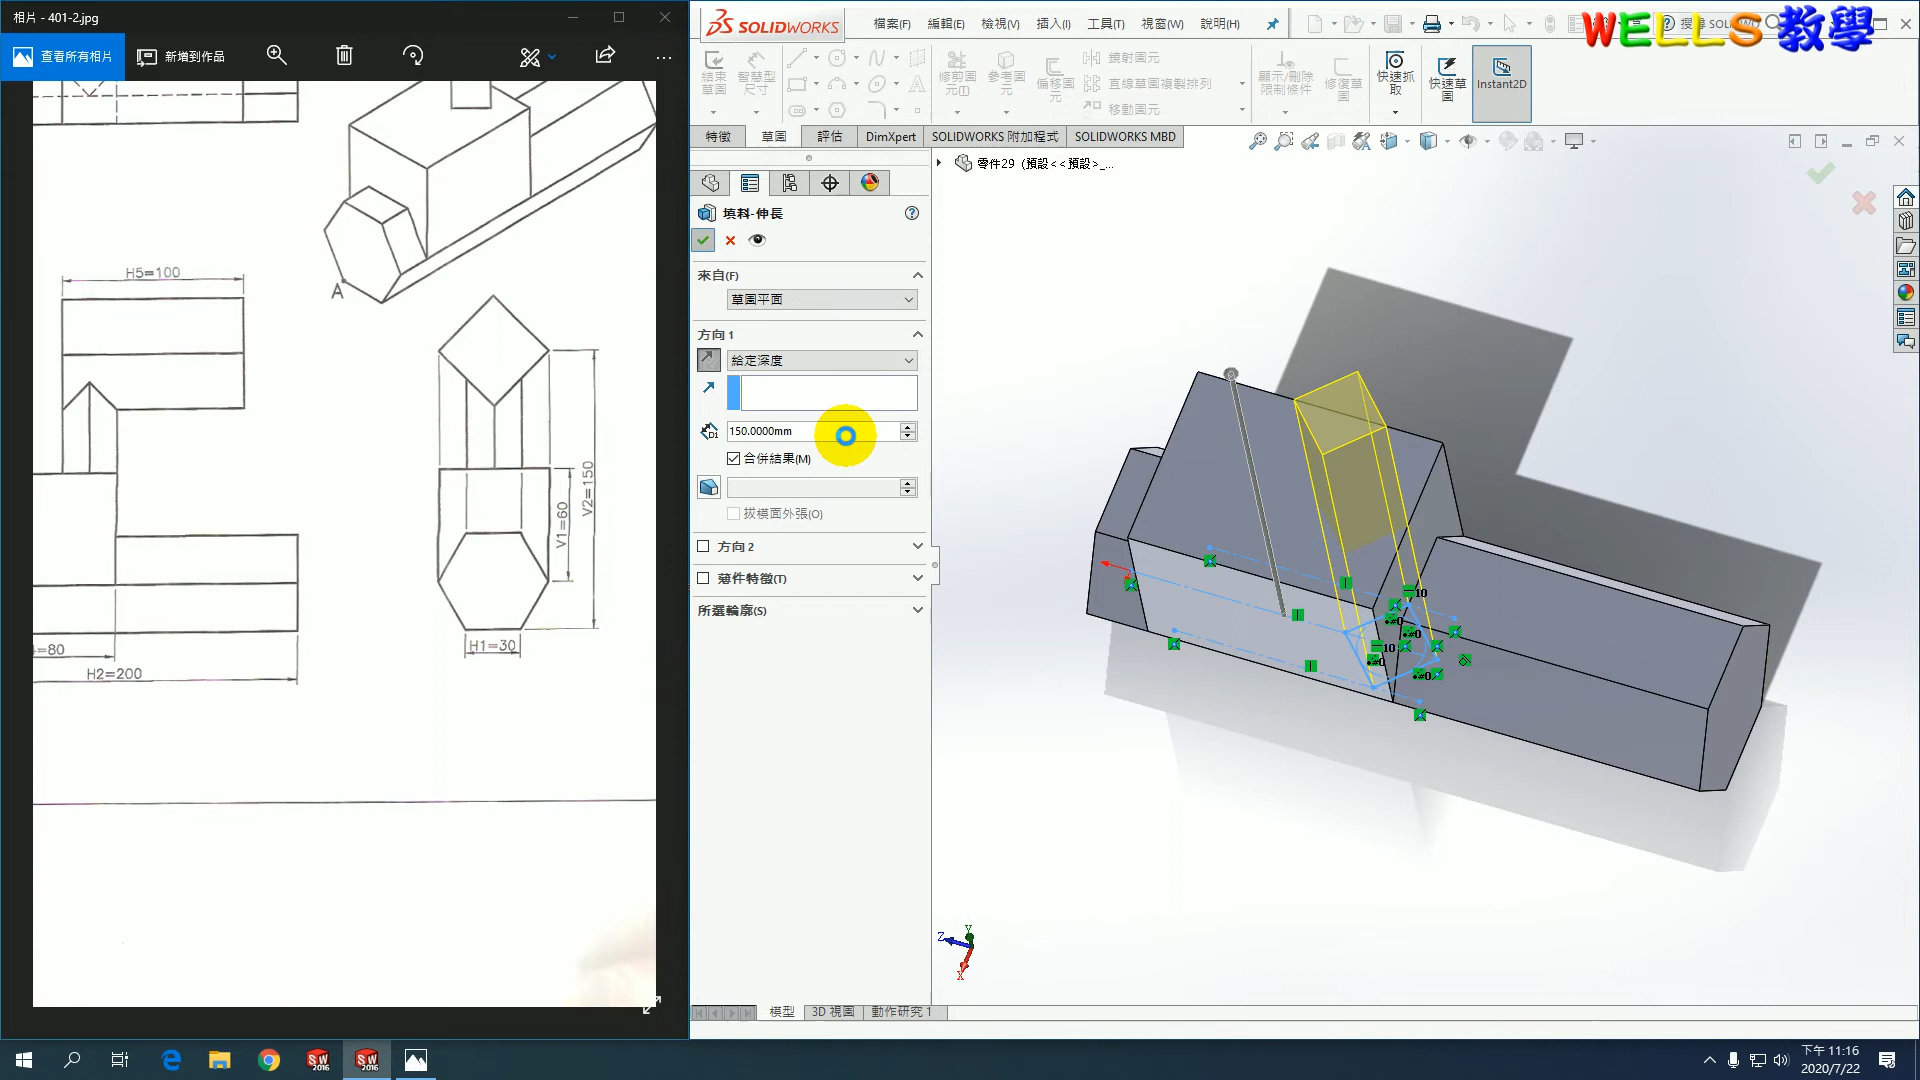 相片 - 401-2.jpg
查看所有相片
新增到作品
H5=100
A
V1=60
V2=150
H1=30
=80
H2=200
SOLIDWORKS
檔案(F)
編輯(E)
檢視(V)
插入(I)
工具(T)
視窗(W)
說明(H)
WELLS 教學
結束草圖
智慧型尺寸
修剪圖元(I)
參考圖元
偏移圖元
鏡射圖元
直線草圖複製排列
移動圖元
顯示/刪除限制條件
修復草圖
快速抓取
快速草圖
Instant2D
特徵
草圖
評估
DimXpert
SOLIDWORKS 附加程式
SOLIDWORKS MBD
零件29 (預設<<預設>_...
填料-伸長
來自(F)
草圖平面
方向1
給定深度
150.0000mm
合併結果(M)
拔模面外張(O)
方向2
薄件特徵(T)
所選輪廓(S)
10
10
Z
Y
X
模型
3D 視圖
動作研究 1
SW 2016
SW 2016
下午 11:16
2020/7/22